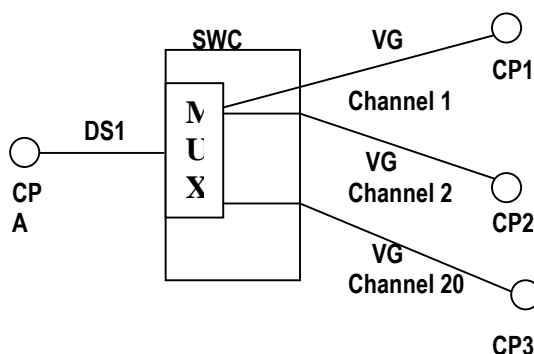 SWC
VG
CP1
Channel 1
DS1
M
U
X
CP
A
VG
Channel 2
CP2
VG
Channel 20
CP3